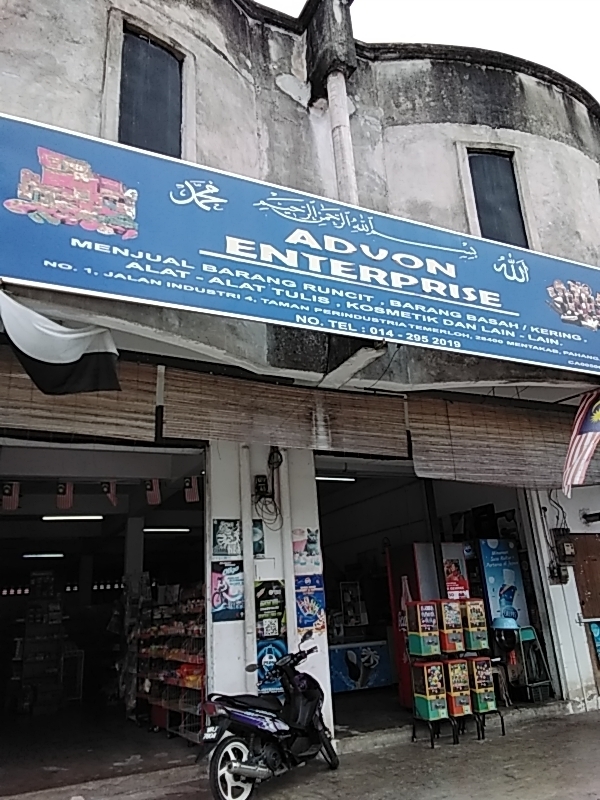 محمد
بسم الله الرحمن الرحيم
الله
ADVON
ENTERPRISE
MENJUAL BARANG RUNCIT . BARANG BASAH / KERING .
ALAT - ALAT TULIS . KOSMETIK DAN LAIN - LAIN.
NO. 1, JALAN INDUSTRI 4, TAMAN PERINDUSTRIA TEMERLOH, 28400 MENTAKAB, PAHANG.
NO. TEL : 014 - 295 2019